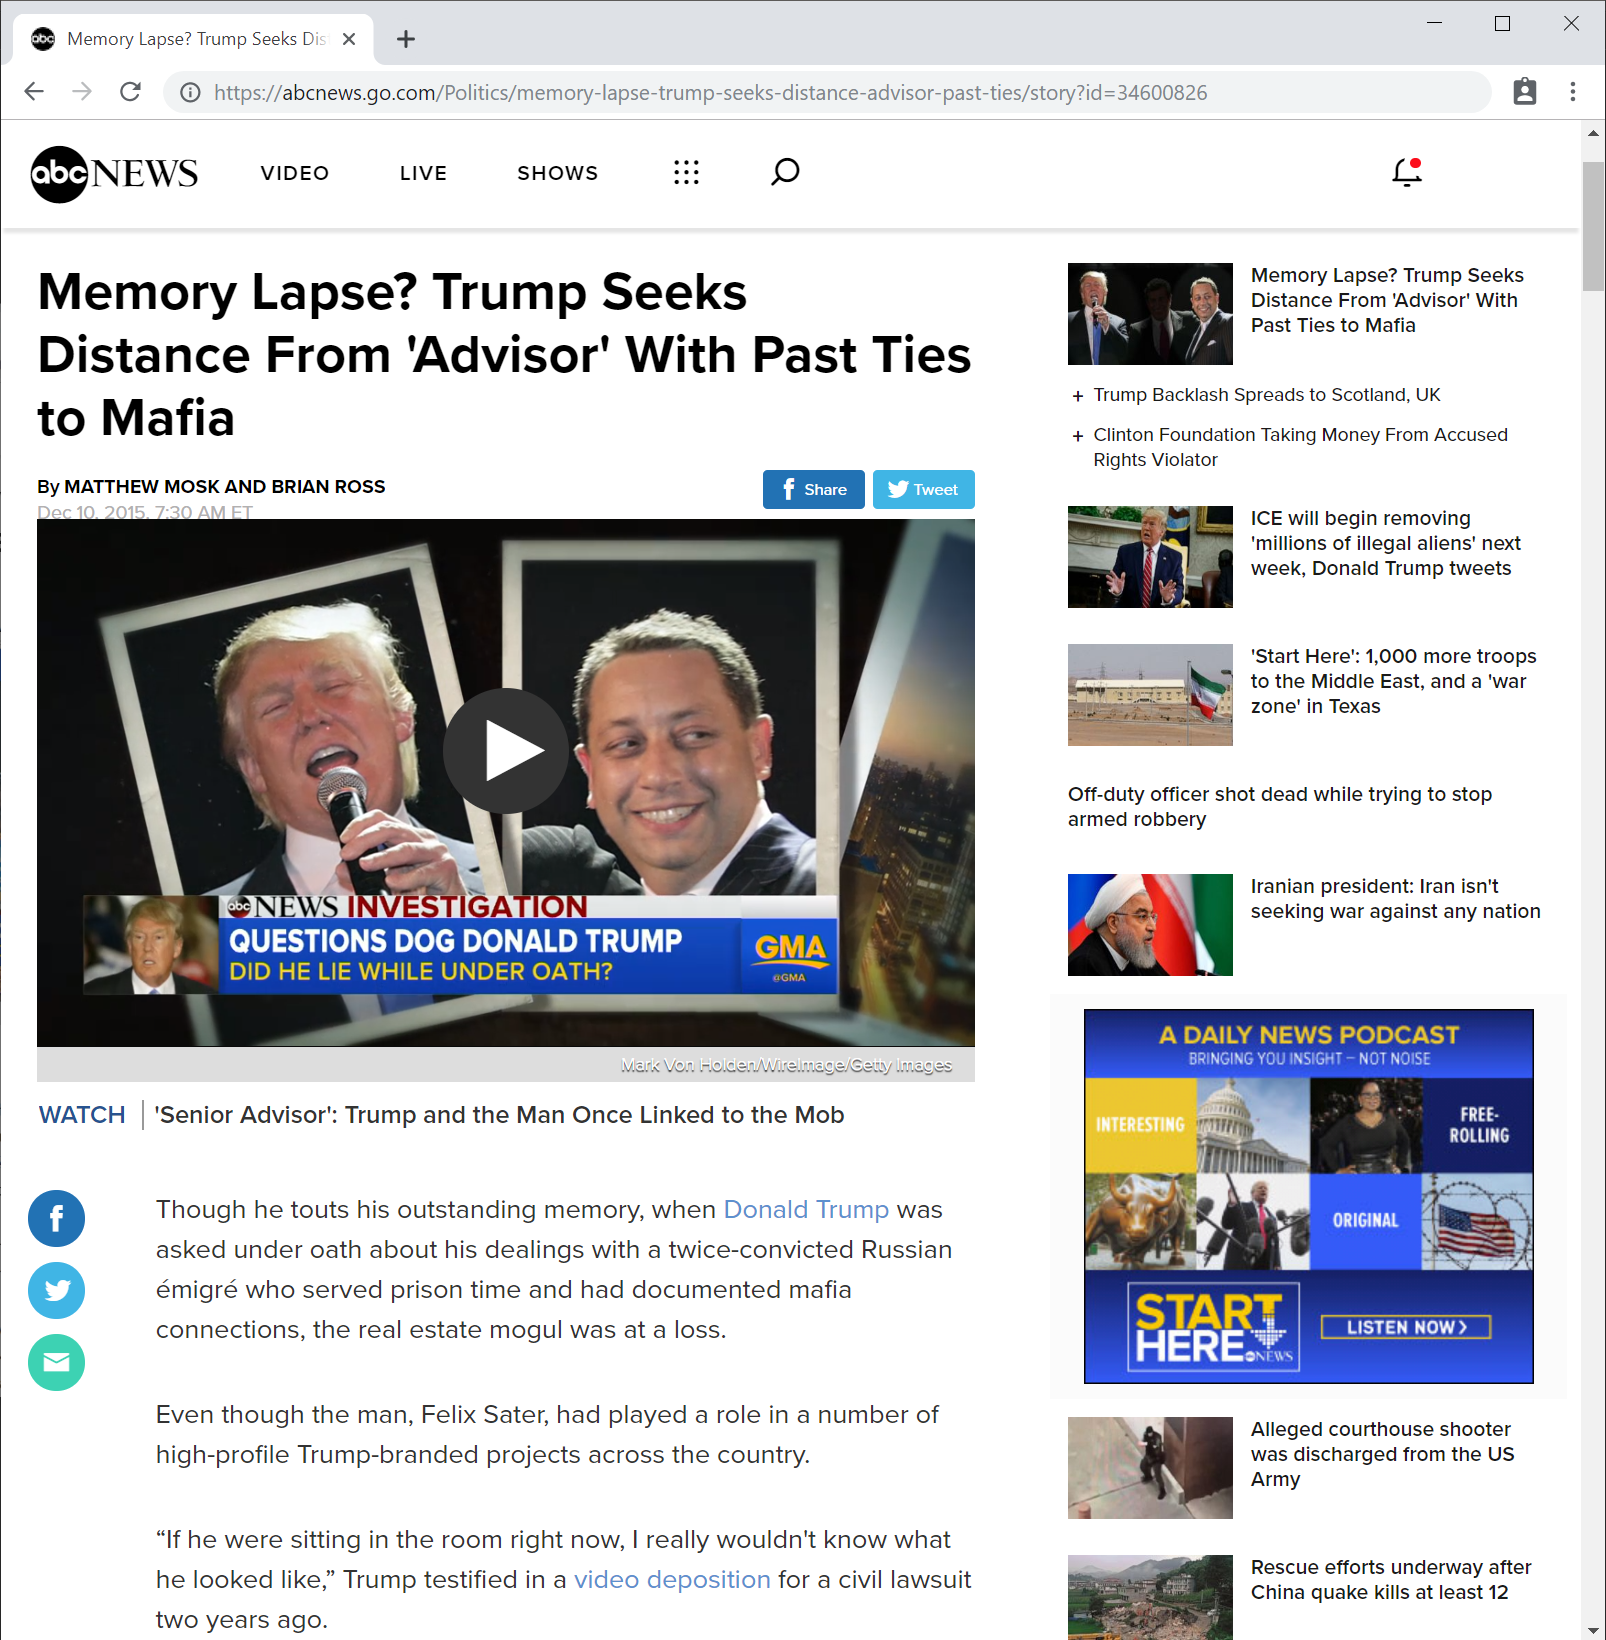 Memory Lapse? Trump Seeks Dis
https://abcnews.go.com/Politics/memory-lapse-trump-seeks-distance-advisor-past-ties/story?id=34600826
abc NEWS
VIDEO
LIVE
SHOWS
Memory Lapse? Trump Seeks
Distance From 'Advisor' With Past Ties
to Mafia
By MATTHEW MOSK AND BRIAN ROSS
Dec 10, 2015, 7:30 AM ET
Share
Tweet
abc NEWS INVESTIGATION
QUESTIONS DOG DONALD TRUMP
DID HE LIE WHILE UNDER OATH?
GMA
@GMA
Mark Von Holden/WireImage/Getty Images
WATCH
'Senior Advisor': Trump and the Man Once Linked to the Mob
Though he touts his outstanding memory, when Donald Trump was
asked under oath about his dealings with a twice-convicted Russian
émigré who served prison time and had documented mafia
connections, the real estate mogul was at a loss.
Even though the man, Felix Sater, had played a role in a number of
high-profile Trump-branded projects across the country.
“If he were sitting in the room right now, I really wouldn't know what
he looked like,” Trump testified in a video deposition for a civil lawsuit
two years ago.
Memory Lapse? Trump Seeks
Distance From 'Advisor' With
Past Ties to Mafia
+ Trump Backlash Spreads to Scotland, UK
+ Clinton Foundation Taking Money From Accused
Rights Violator
ICE will begin removing
'millions of illegal aliens' next
week, Donald Trump tweets
'Start Here': 1,000 more troops
to the Middle East, and a 'war
zone' in Texas
Off-duty officer shot dead while trying to stop
armed robbery
Iranian president: Iran isn't
seeking war against any nation
A DAILY NEWS PODCAST
BRINGING YOU INSIGHT – NOT NOISE
INTERESTING
FREE-
ROLLING
ORIGINAL
START
HERE
abc NEWS
LISTEN NOW
Alleged courthouse shooter
was discharged from the US
Army
Rescue efforts underway after
China quake kills at least 12